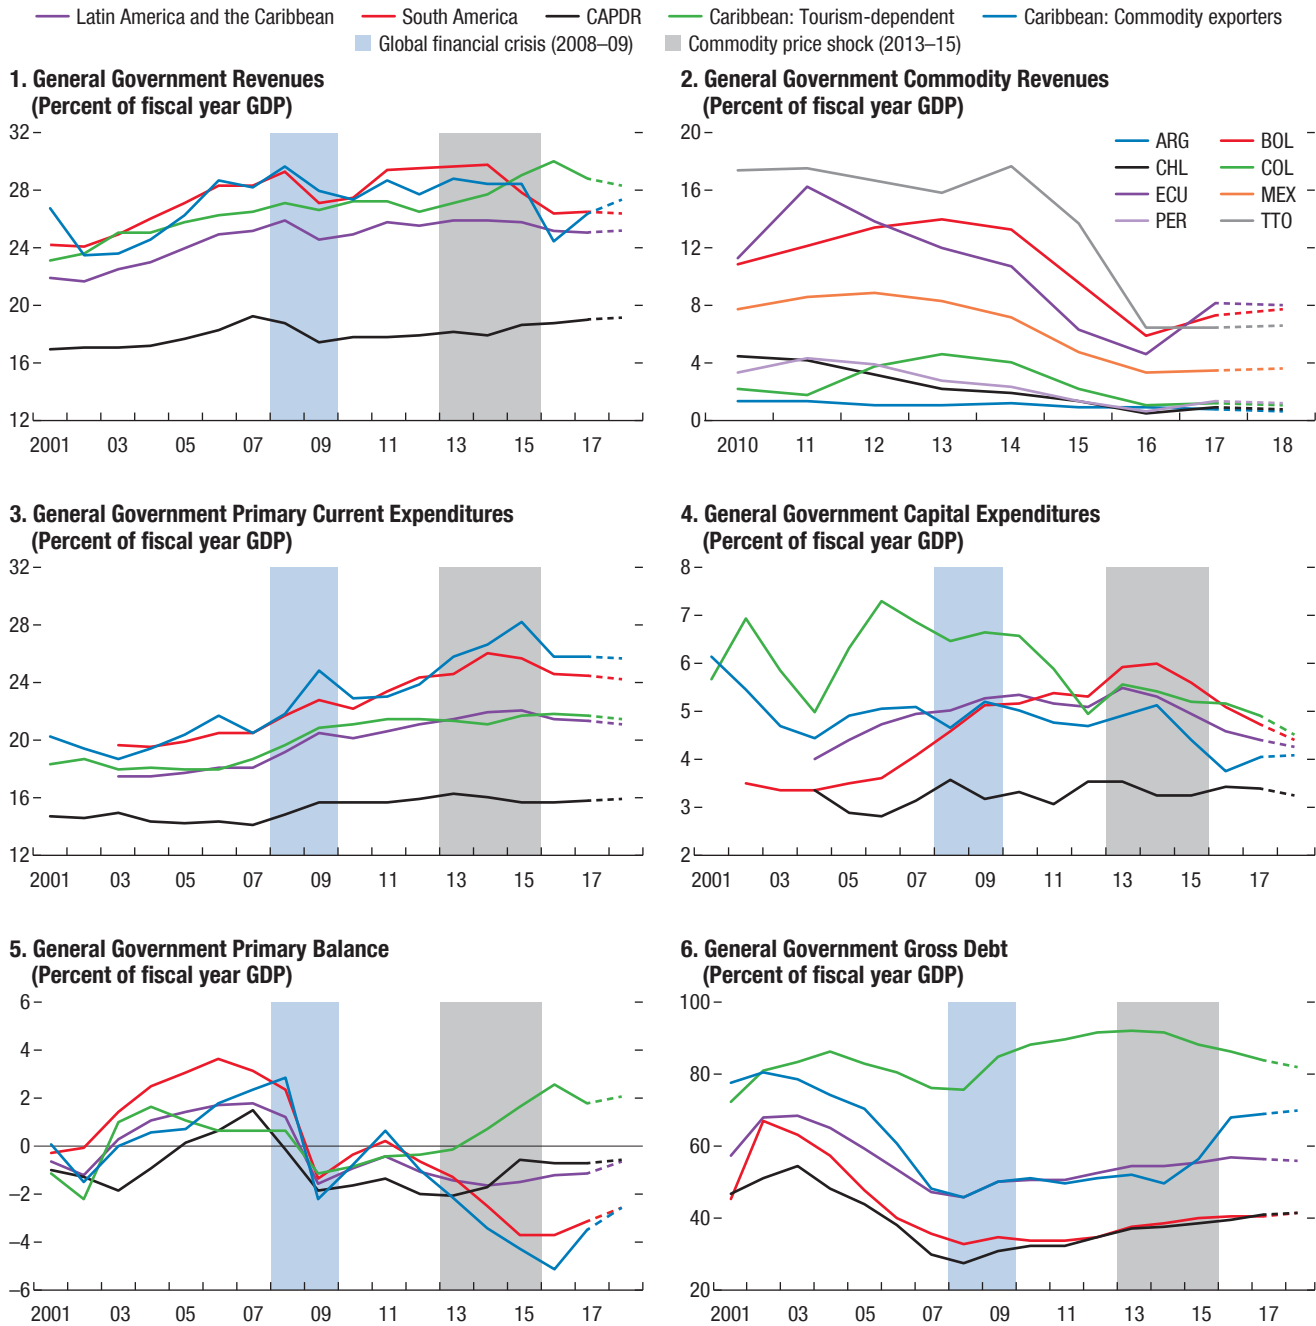 Latin America and the Caribbean South America CAPDR Caribbean: Tourism-dependent Caribbean: Commodity exporters
Global financial crisis (2008–09) Commodity price shock (2013–15)
1. General Government Revenues
(Percent of fiscal year GDP)
32
28
24
20
16
12
2001 03 05 07 09 11 13 15 17
2. General Government Commodity Revenues
(Percent of fiscal year GDP)
20
16
12
8
4
0
ARG BOL
CHL COL
ECU MEX
PER TTO
2010 11 12 13 14 15 16 17 18
3. General Government Primary Current Expenditures
(Percent of fiscal year GDP)
32
28
24
20
16
12
2001 03 05 07 09 11 13 15 17
4. General Government Capital Expenditures
(Percent of fiscal year GDP)
8
7
6
5
4
3
2
2001 03 05 07 09 11 13 15 17
5. General Government Primary Balance
(Percent of fiscal year GDP)
6
4
2
0
–2
–4
–6
2001 03 05 07 09 11 13 15 17
6. General Government Gross Debt
(Percent of fiscal year GDP)
100
80
60
40
20
2001 03 05 07 09 11 13 15 17